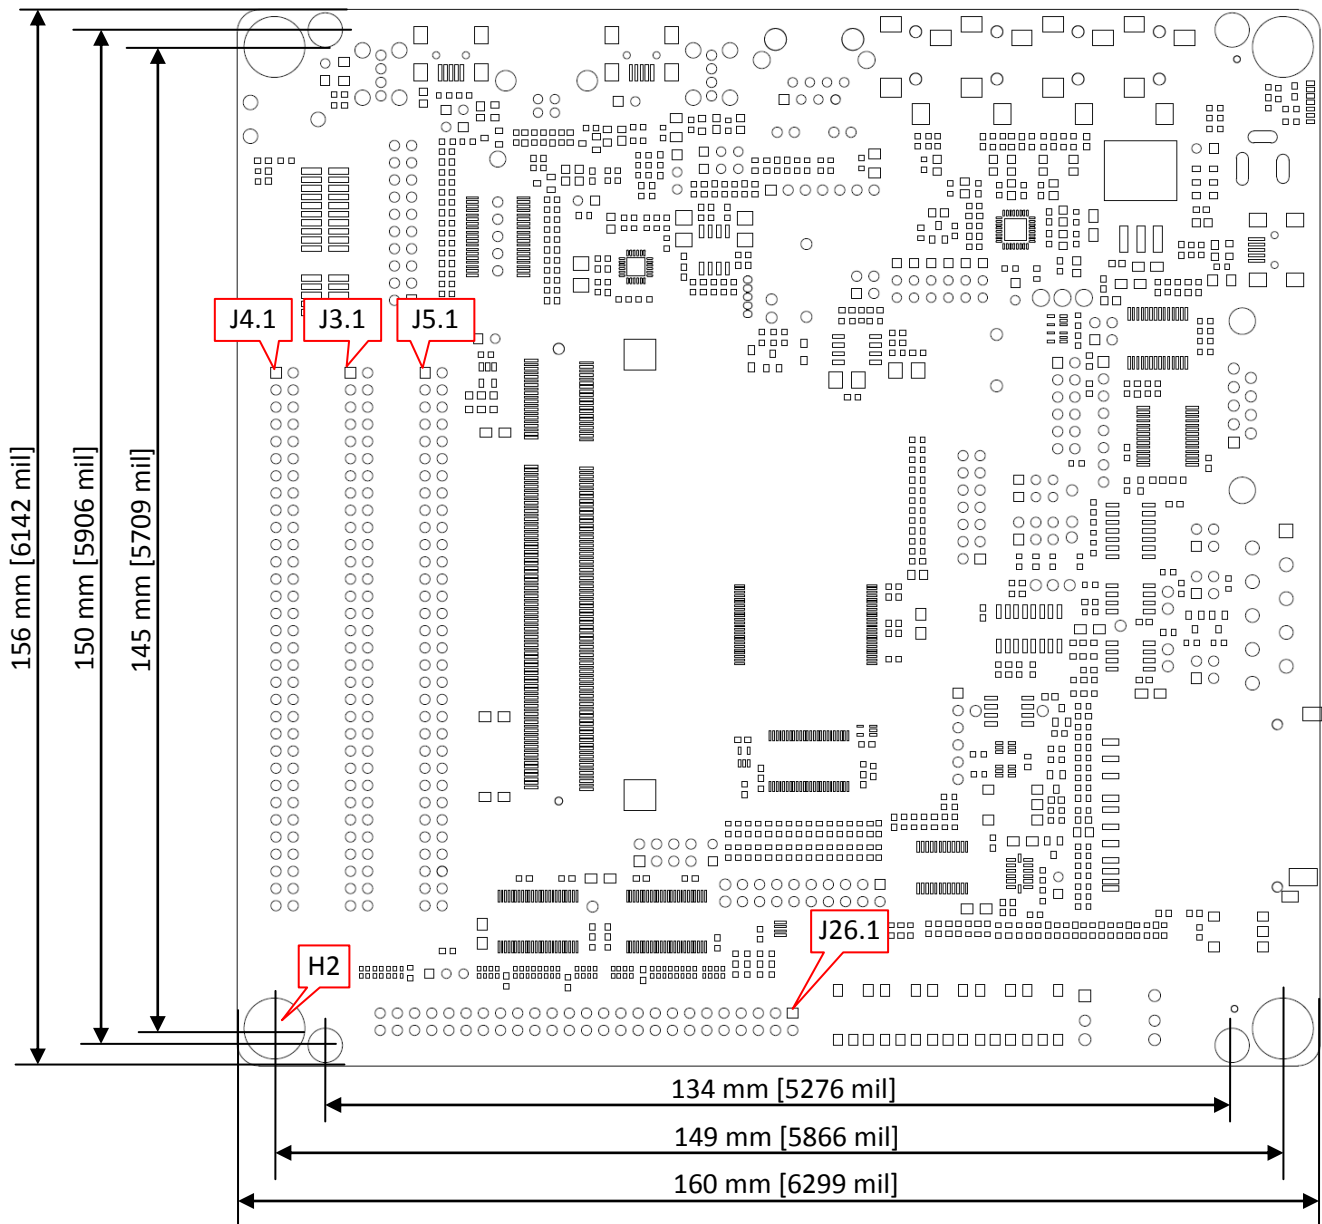 J4.1
J3.1
J5.1
156 mm [6142 mil]
150 mm [5906 mil]
145 mm [5709 mil]
J26.1
H2
134 mm [5276 mil]
149 mm [5866 mil]
160 mm [6299 mil]